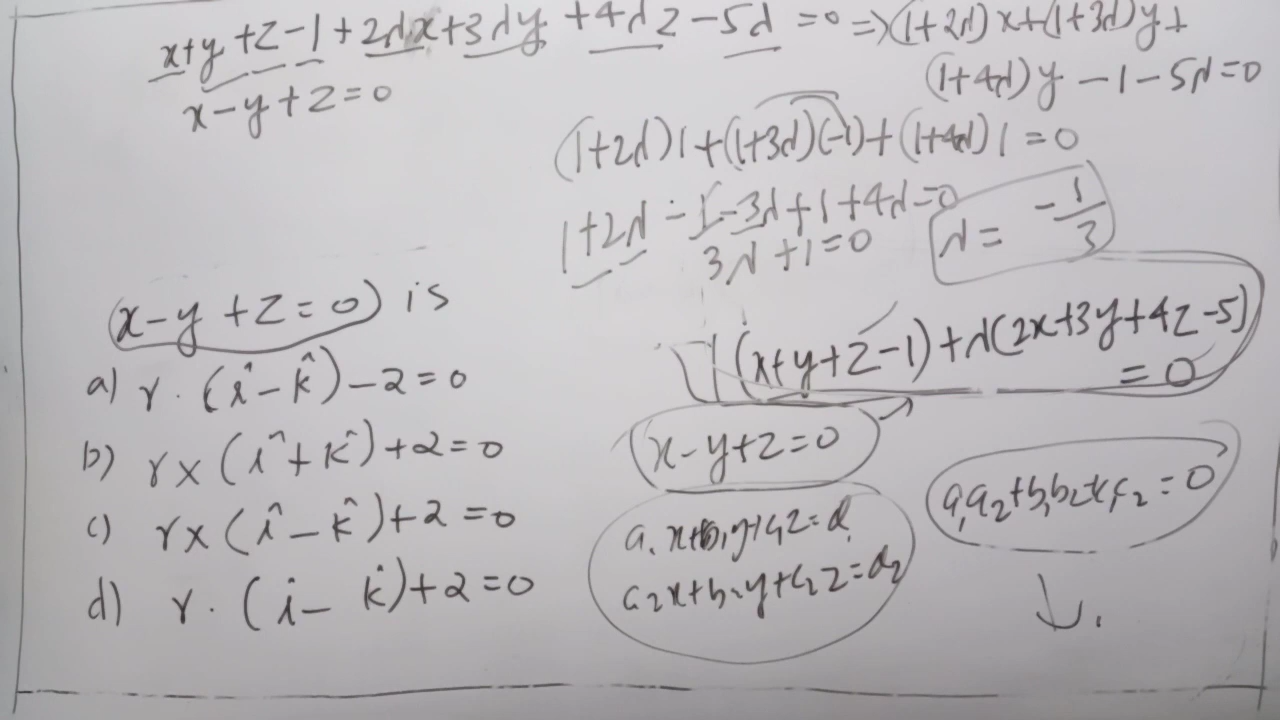 x+y+z-1+2λx+3λy+4λz-5λ=0 ⇒ (1+2λ)x+(1+3λ)y+
(1+4λ)y-1-5λ=0
x-y+z=0
(1+2λ)1+(1+3λ)(-1)+(1+4λ)1=0
1+2λ-1-3λ+1+4λ=0
3λ+1=0
λ=-1/3
(x-y+z=0) is
a) r.(î-k̂)-2=0
b) r×(î+k̂)+2=0
c) r×(î-k̂)+2=0
d) r.(i-k̂)+2=0
(x+y+z-1)+λ(2x+3y+4z-5)
=0
x-y+z=0
a₁x+b₁y+c₁z=d₁
a₂x+b₂y+c₂z=d₂
a₁a₂+b₁b₂+c₁c₂=0